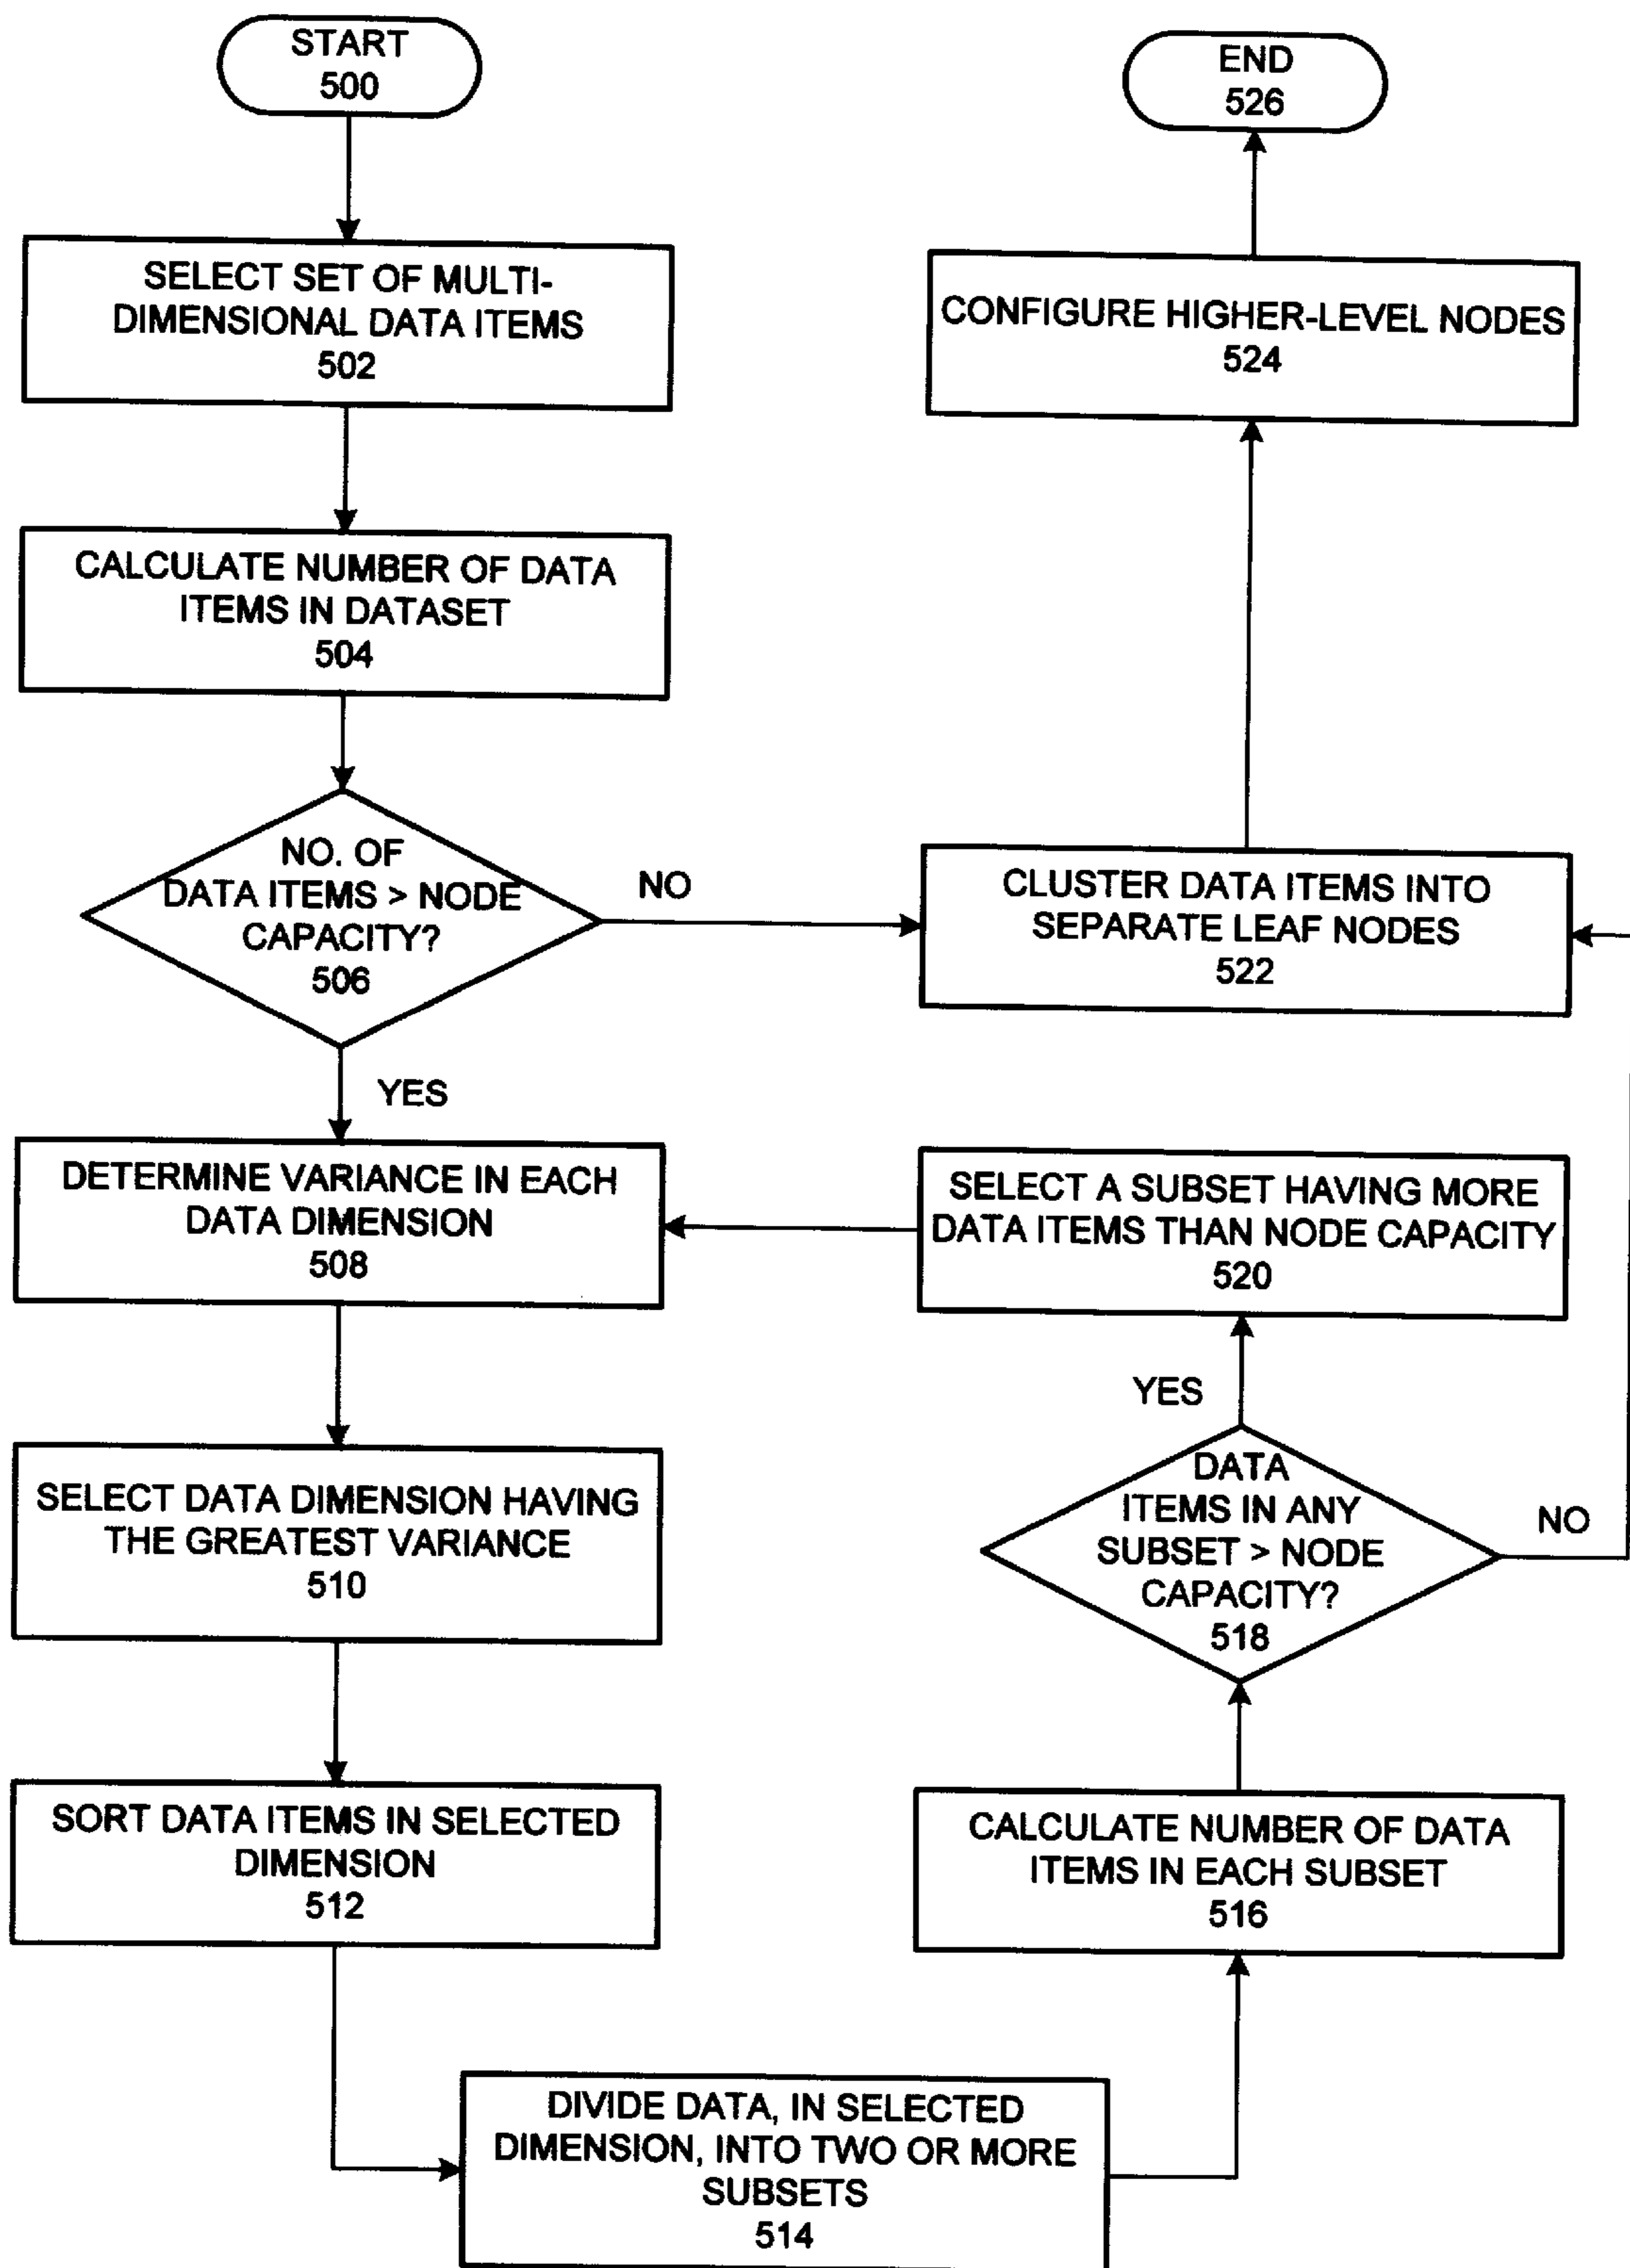 START
500
SELECT SET OF MULTI-
DIMENSIONAL DATA ITEMS
502
CALCULATE NUMBER OF DATA
ITEMS IN DATASET
504
NO. OF
DATA ITEMS > NODE
CAPACITY?
506
NO
YES
DETERMINE VARIANCE IN EACH
DATA DIMENSION
508
SELECT DATA DIMENSION HAVING
THE GREATEST VARIANCE
510
SORT DATA ITEMS IN SELECTED
DIMENSION
512
DIVIDE DATA, IN SELECTED
DIMENSION, INTO TWO OR MORE
SUBSETS
514
CALCULATE NUMBER OF DATA
ITEMS IN EACH SUBSET
516
DATA
ITEMS IN ANY
SUBSET > NODE
CAPACITY?
518
NO
YES
SELECT A SUBSET HAVING MORE
DATA ITEMS THAN NODE CAPACITY
520
CLUSTER DATA ITEMS INTO
SEPARATE LEAF NODES
522
CONFIGURE HIGHER-LEVEL NODES
524
END
526